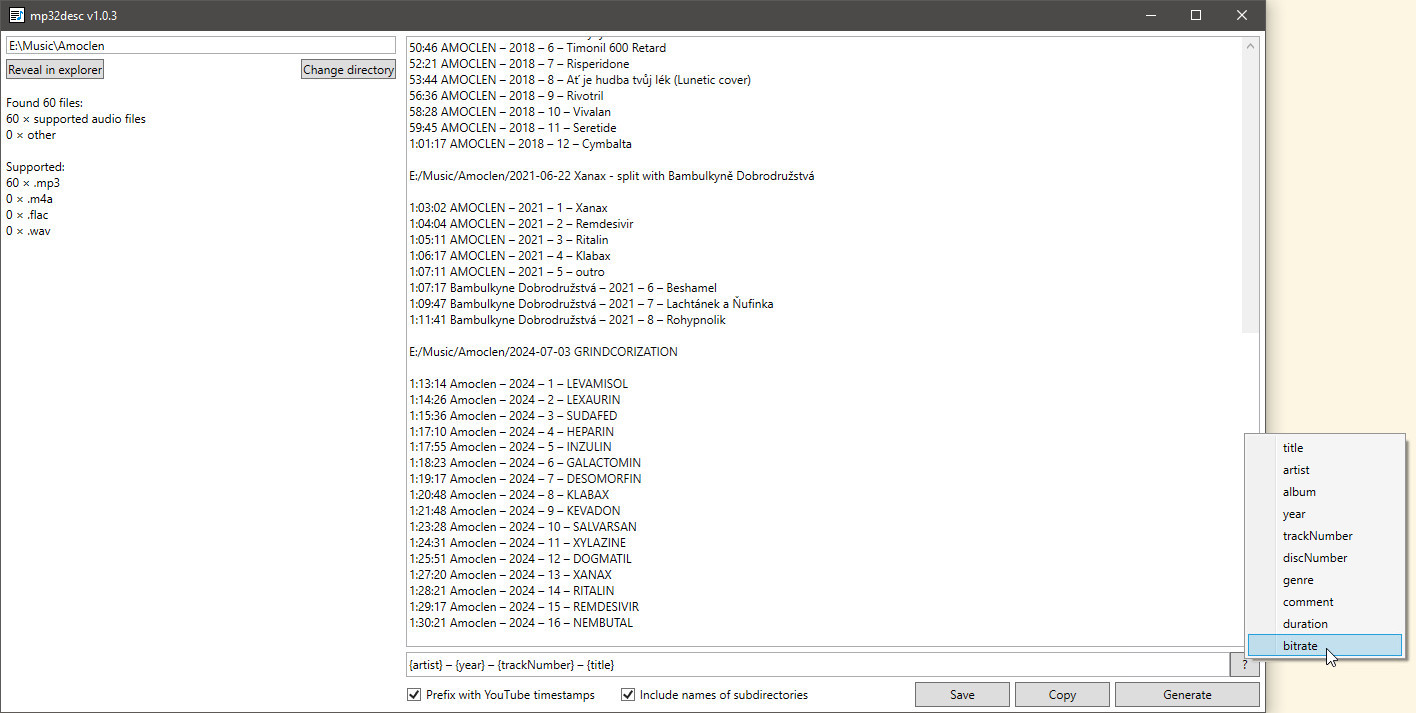 mp32desc v1.0.3
E:\Music\Amoclen
Reveal in explorer
Change directory
Found 60 files:
60 × supported audio files
0 × other
Supported:
60 × .mp3
0 × .m4a
0 × .flac
0 × .wav
50:46 AMOCLEN – 2018 – 6 – Timonil 600 Retard
52:21 AMOCLEN – 2018 – 7 – Risperidone
53:44 AMOCLEN – 2018 – 8 – Ať je hudba tvůj lék (Lunetic cover)
56:36 AMOCLEN – 2018 – 9 – Rivotril
58:28 AMOCLEN – 2018 – 10 – Vivalan
59:45 AMOCLEN – 2018 – 11 – Seretide
1:01:17 AMOCLEN – 2018 – 12 – Cymbalta
E:/Music/Amoclen/2021-06-22 Xanax - split with Bambulkyně Dobrodružstvá
1:03:02 AMOCLEN – 2021 – 1 – Xanax
1:04:04 AMOCLEN – 2021 – 2 – Remdesivir
1:05:11 AMOCLEN – 2021 – 3 – Ritalin
1:06:17 AMOCLEN – 2021 – 4 – Klabax
1:07:11 AMOCLEN – 2021 – 5 – outro
1:07:17 Bambulkyne Dobrodružstvá – 2021 – 6 – Beshamel
1:09:47 Bambulkyne Dobrodružstvá – 2021 – 7 – Lachtánek a Ňufinka
1:11:41 Bambulkyne Dobrodružstvá – 2021 – 8 – Rohypnolik
E:/Music/Amoclen/2024-07-03 GRINDCORIZATION
1:13:14 Amoclen – 2024 – 1 – LEVAMISOL
1:14:26 Amoclen – 2024 – 2 – LEXAURIN
1:15:36 Amoclen – 2024 – 3 – SUDAFED
1:17:10 Amoclen – 2024 – 4 – HEPARIN
1:17:55 Amoclen – 2024 – 5 – INZULIN
1:18:23 Amoclen – 2024 – 6 – GALACTOMIN
1:19:17 Amoclen – 2024 – 7 – DESOMORFIN
1:20:48 Amoclen – 2024 – 8 – KLABAX
1:21:48 Amoclen – 2024 – 9 – KEVADON
1:23:28 Amoclen – 2024 – 10 – SALVARSAN
1:24:31 Amoclen – 2024 – 11 – XYLAZINE
1:25:51 Amoclen – 2024 – 12 – DOGMATIL
1:27:20 Amoclen – 2024 – 13 – XANAX
1:28:21 Amoclen – 2024 – 14 – RITALIN
1:29:17 Amoclen – 2024 – 15 – REMDESIVIR
1:30:21 Amoclen – 2024 – 16 – NEMBUTAL
{artist} – {year} – {trackNumber} – {title}
?
Prefix with YouTube timestamps
Include names of subdirectories
Save
Copy
Generate
title
artist
album
year
trackNumber
discNumber
genre
comment
duration
bitrate